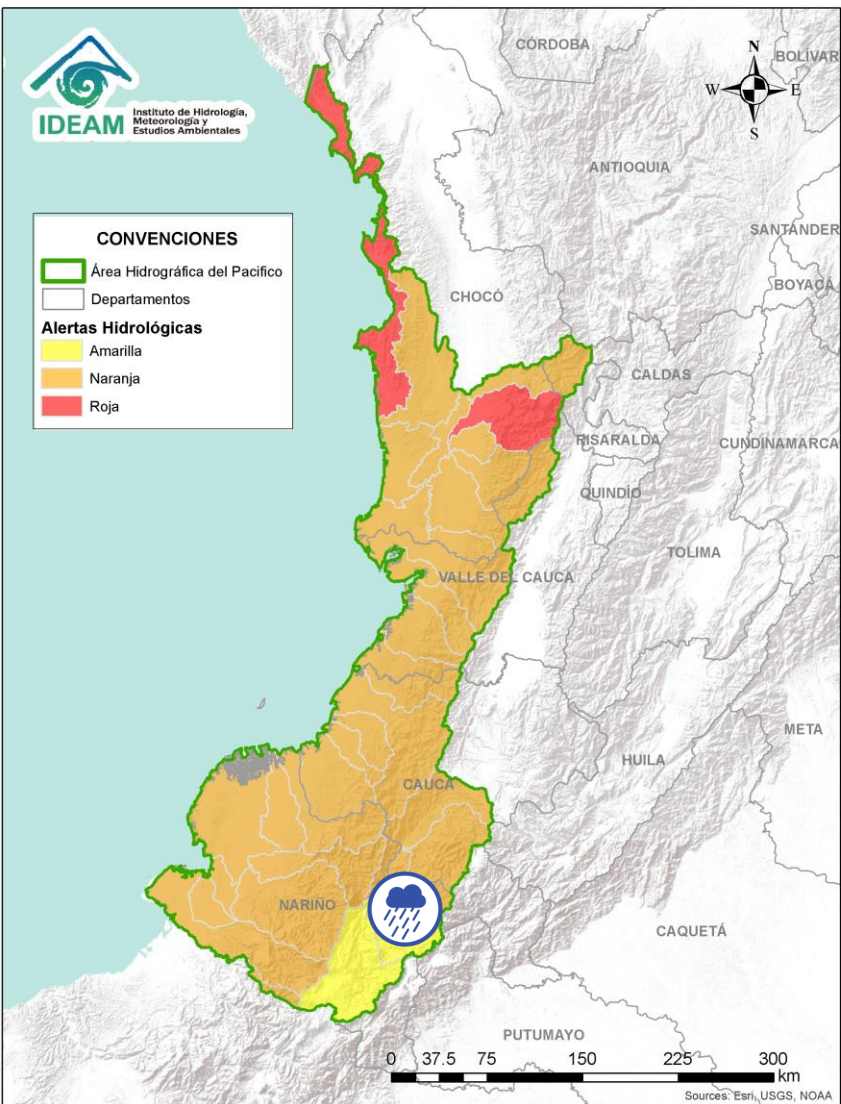 IDEAM
Instituto de Hidrología,
Meteorología y
Estudios Ambientales
N
W E
S
CÓRDOBA
BOLÍVAR
ANTIOQUIA
SANTANDER
BOYACÁ
CHOCÓ
CALDAS
RISARALDA
CUNDINAMARCA
QUINDÍO
TOLIMA
VALLE DEL CAUCA
META
HUILA
CAUCA
NARIÑO
CAQUETÁ
PUTUMAYO
CONVENCIONES
Área Hidrográfica del Pacifico
Departamentos
Alertas Hidrológicas
Amarilla
Naranja
Roja
0 37.5 75 150 225 300
km
Sources: Esri, USGS, NOAA